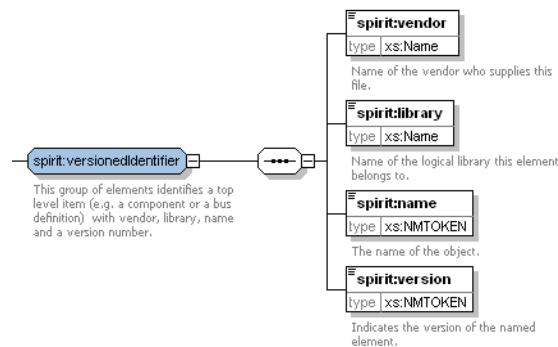 spirit:vendor
type xs:Name
Name of the vendor who supplies this
file.
spirit:library
type xs:Name
Name of the logical library this element
belongs to.
spirit:versionedIdentifier
This group of elements identifies a top
level item (e.g. a component or a bus
definition) with vendor, library, name
and a version number.
spirit:name
type xs:NMTOKEN
The name of the object.
spirit:version
type xs:NMTOKEN
Indicates the version of the named
element.